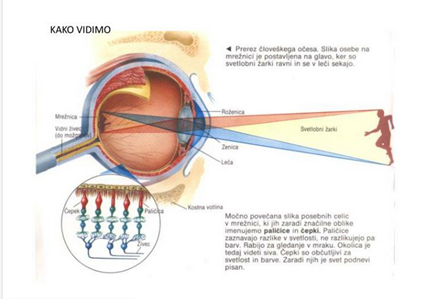 KAKO VIDIMO
◄ Prerez človeškega očesa. Slika osebe na
mrežnici je postavljena na glavo, ker so
svetlobni žarki ravni in se v leči sekajo.
Mrežnica
Vidni živec
(do možganov)
Roženica
Svetlobni žarki
Zenica
Leča
Kostna votlina
Čepek
Paličica
Živec
Močno povečana slika posebnih celic
v mrežnici, ki jih zaradi značilne oblike
imenujemo paličice in čepki. Paličice
zaznavajo razlike v svetlosti, ne razlikujejo pa
barv. Rabijo za gledanje v mraku. Okolica je
tedaj videti siva. Čepki so občutljivi za
svetlost in barve. Zaradi njih je svet podnevi
pisan.